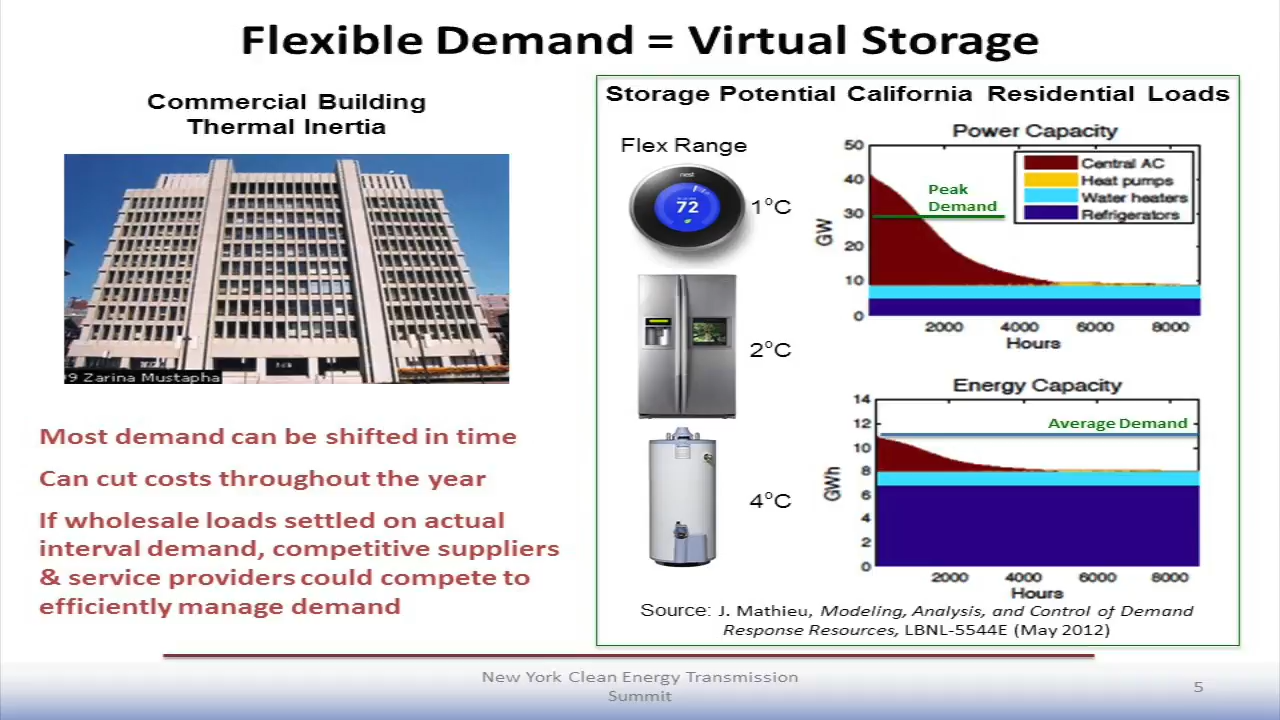 Flexible Demand = Virtual Storage
Commercial Building
Thermal Inertia
9 Zarina Mustapha
Most demand can be shifted in time
Can cut costs throughout the year
If wholesale loads settled on actual
interval demand, competitive suppliers
& service providers could compete to
efficiently manage demand
Storage Potential California Residential Loads
Flex Range
nest
72
1°C
2°C
4°C
Power Capacity
50
40
30
20
10
0
GW
Peak
Demand
Central AC
Heat pumps
Water heaters
Refrigerators
2000 4000 6000 8000
Hours
Energy Capacity
14
12
10
8
6
4
2
0
GWh
Average Demand
2000 4000 6000 8000
Hours
Source: J. Mathieu, Modeling, Analysis, and Control of Demand
Response Resources, LBNL-5544E (May 2012)
New York Clean Energy Transmission
Summit
5